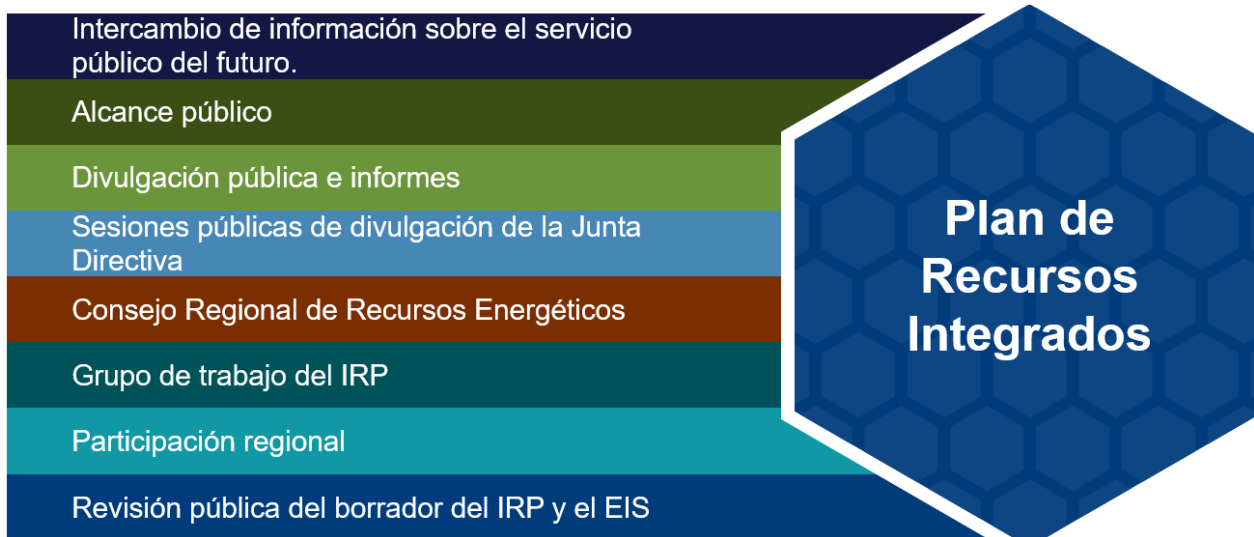 Intercambio de información sobre el servicio
público del futuro.
Alcance público
Divulgación pública e informes
Sesiones públicas de divulgación de la Junta
Directiva
Consejo Regional de Recursos Energéticos
Grupo de trabajo del IRP
Participación regional
Revisión pública del borrador del IRP y el EIS
Plan de
Recursos
Integrados